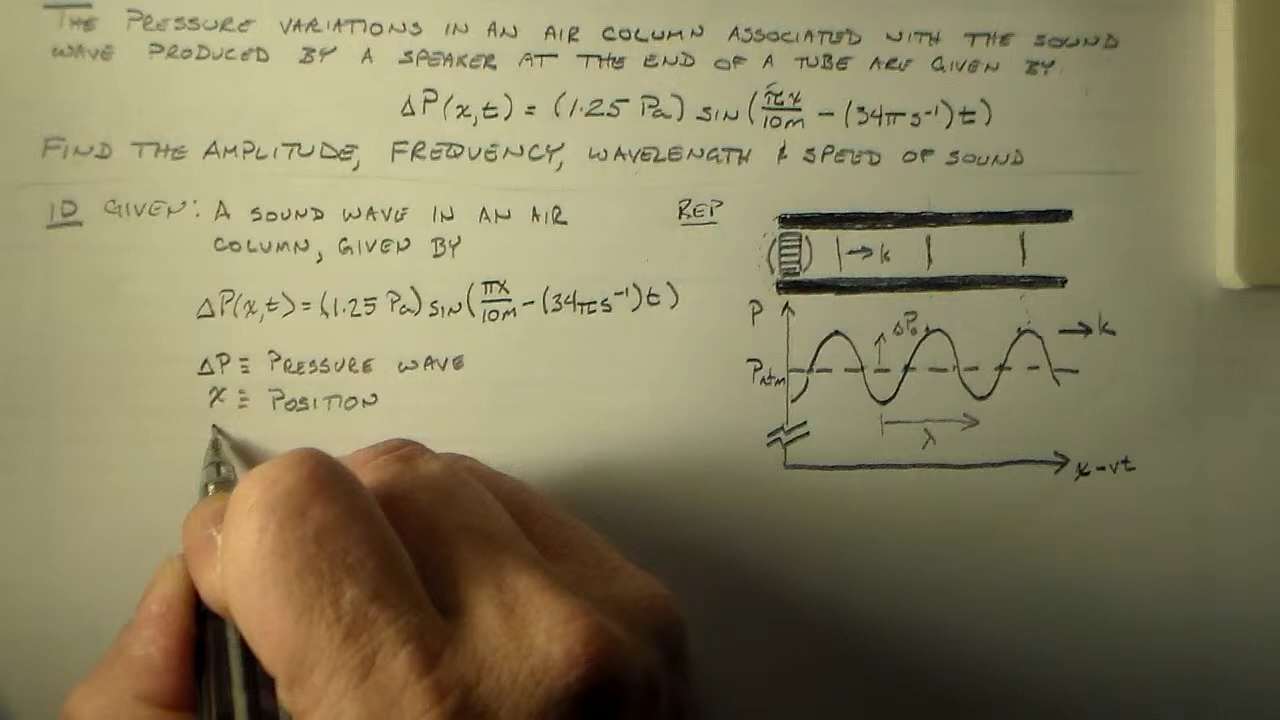 THE PRESSURE VARIATIONS IN AN AIR COLUMN ASSOCIATED WITH THE SOUND
WAVE PRODUCED BY A SPEAKER AT THE END OF A TUBE ARE GIVEN BY
ΔP(x,t) = (1.25 Pa) SIN(πx/10m - (34π s⁻¹)t)
FIND THE AMPLITUDE, FREQUENCY, WAVELENGTH & SPEED OF SOUND
ID GIVEN: A SOUND WAVE IN AN AIR
COLUMN, GIVEN BY
ΔP(x,t) = (1.25 Pa) SIN(πx/10m - (34π s⁻¹)t)
ΔP ≡ PRESSURE WAVE
x ≡ POSITION
REP
→ k
P
ΔP₀
→ k
Patm
λ
x-vt